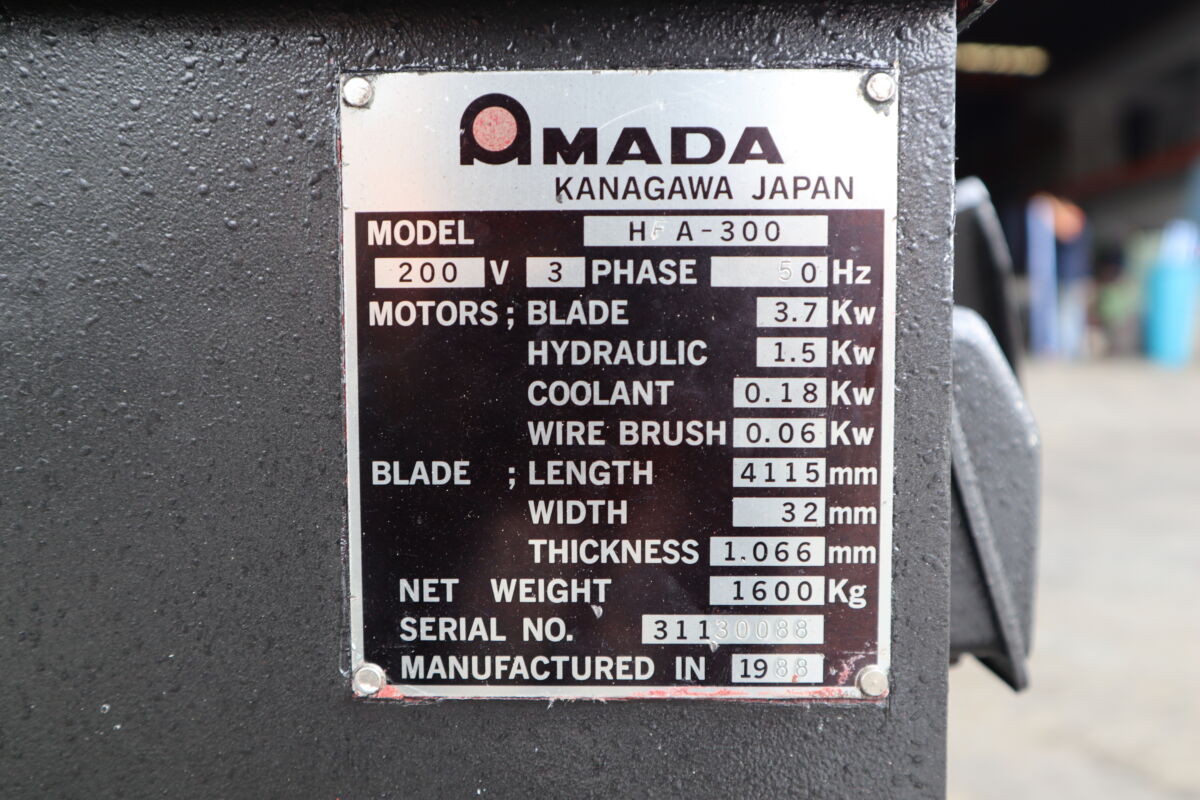 AMADA
KANAGAWA JAPAN
MODEL HFA-300
200 V 3 PHASE 50 Hz
MOTORS; BLADE 3.7 Kw
HYDRAULIC 1.5 Kw
COOLANT 0.18 Kw
WIRE BRUSH 0.06 Kw
BLADE ; LENGTH 4115 mm
WIDTH 32 mm
THICKNESS 1.066 mm
NET WEIGHT 1600 Kg
SERIAL NO. 31130088
MANUFACTURED IN 1988